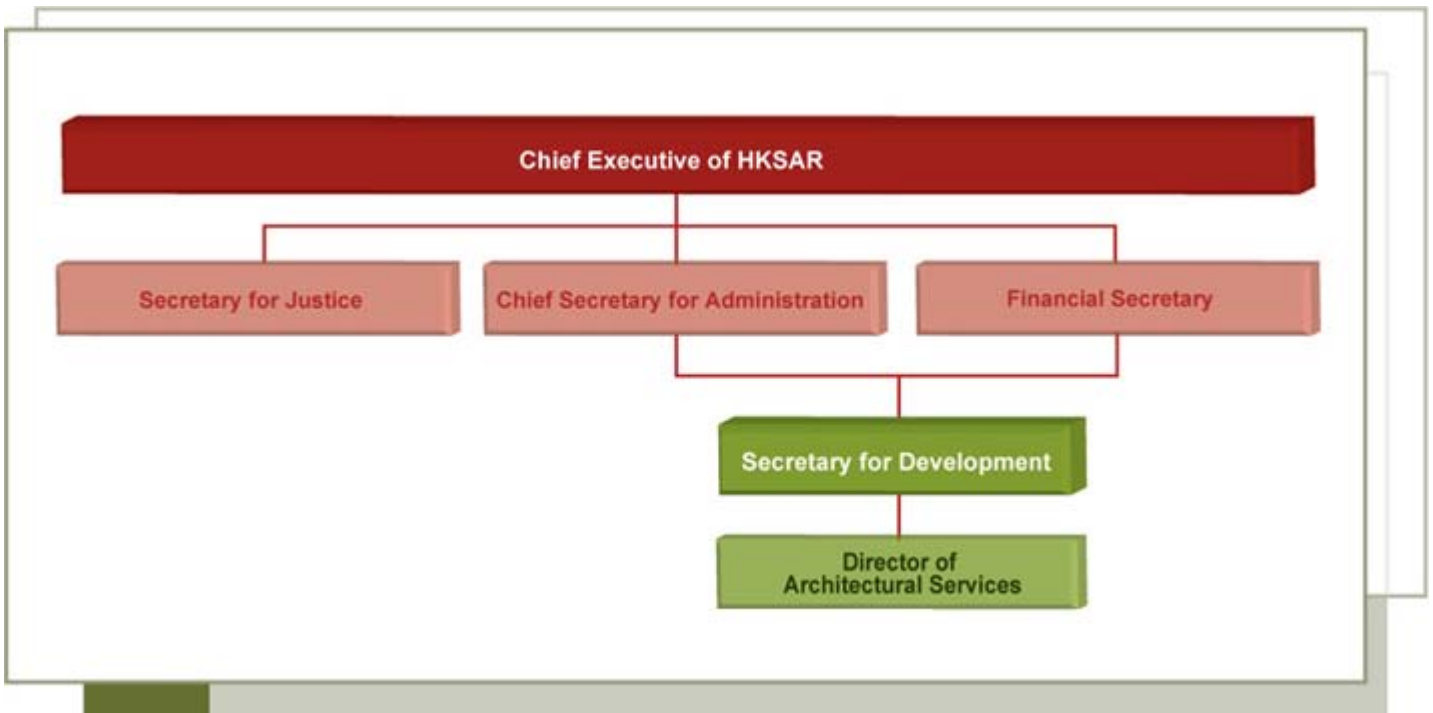 Chief Executive of HKSAR
Secretary for Justice
Chief Secretary for Administration
Financial Secretary
Secretary for Development
Director of
Architectural Services